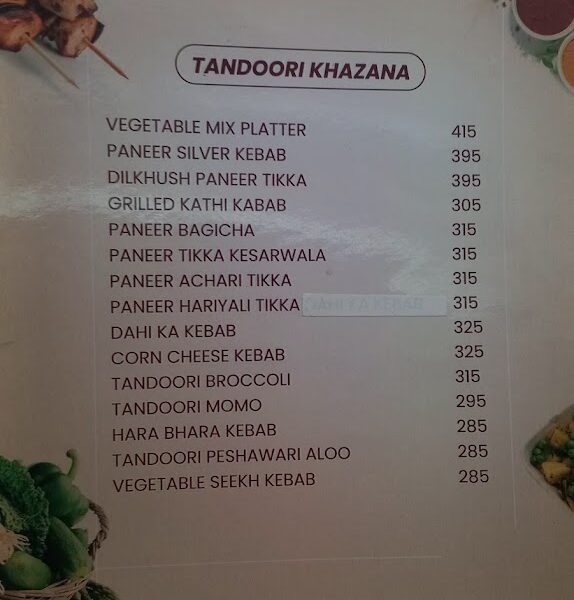 TANDOORI KHAZANA
VEGETABLE MIX PLATTER 415
PANEER SILVER KEBAB 395
DILKHUSH PANEER TIKKA 395
GRILLED KATHI KABAB 305
PANEER BAGICHA 315
PANEER TIKKA KESARWALA 315
PANEER ACHARI TIKKA 315
PANEER HARIYALI TIKKA DAHI KA KEBAB 315
DAHI KA KEBAB 325
CORN CHEESE KEBAB 325
TANDOORI BROCCOLI 315
TANDOORI MOMO 295
HARA BHARA KEBAB 285
TANDOORI PESHAWARI ALOO 285
VEGETABLE SEEKH KEBAB 285